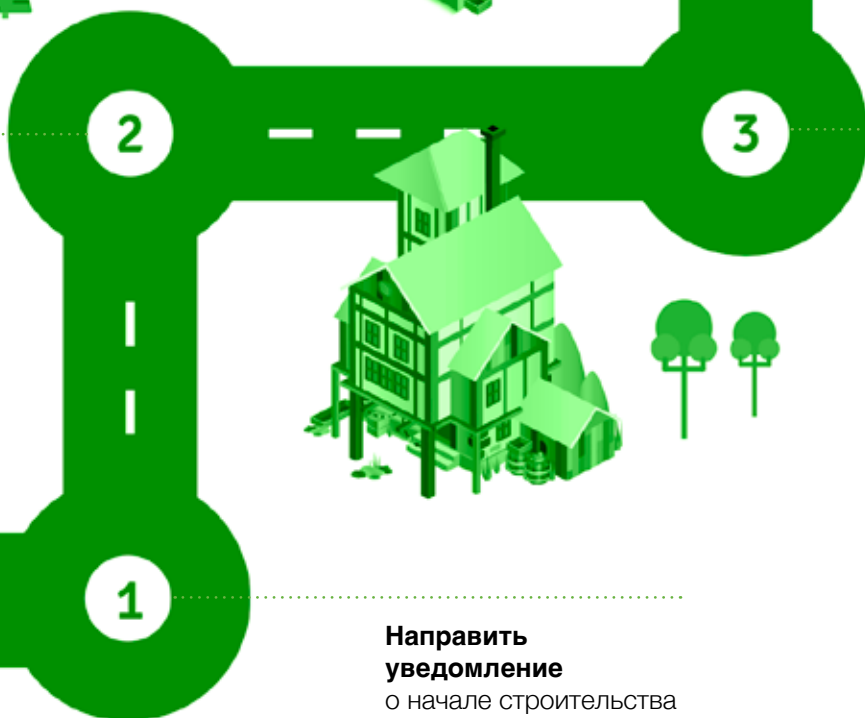 2
3
1
Направить
уведомление
о начале строительства